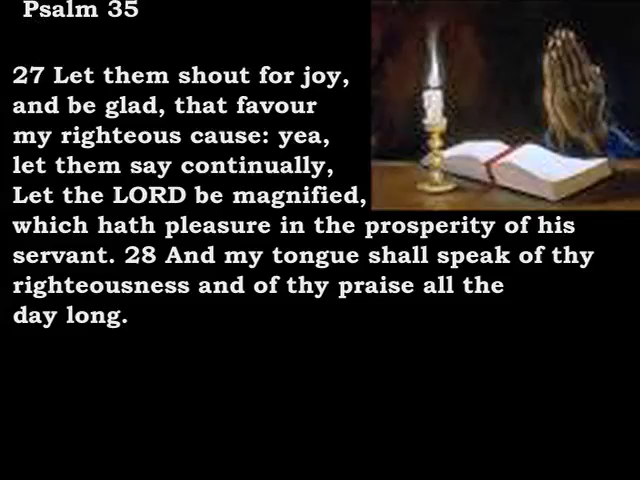 Psalm 35
27 Let them shout for joy,
and be glad, that favour
my righteous cause: yea,
let them say continually,
Let the LORD be magnified,
which hath pleasure in the prosperity of his
servant. 28 And my tongue shall speak of thy
righteousness and of thy praise all the
day long.